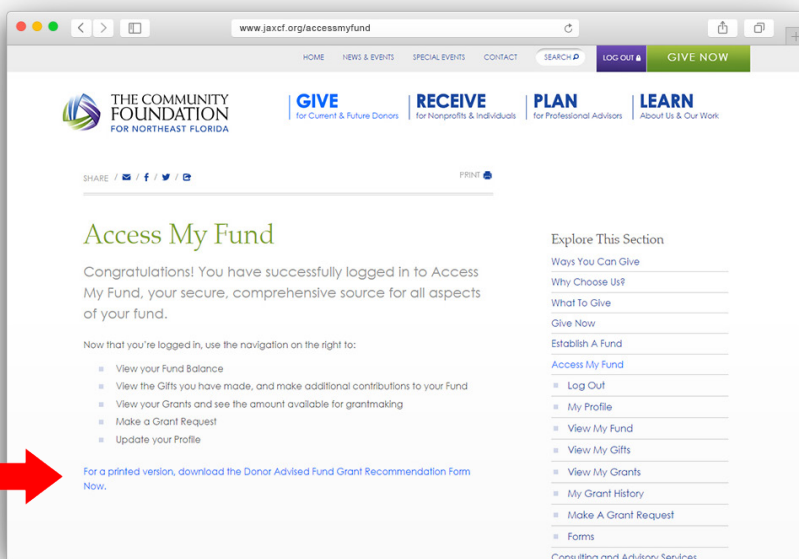 www.jaxcf.org/accessmyfund
HOME NEWS & EVENTS SPECIAL EVENTS CONTACT SEARCH LOG OUT GIVE NOW
THE COMMUNITY
FOUNDATION
FOR NORTHEAST FLORIDA
GIVE
for Current & Future Donors
RECEIVE
for Nonprofits & Individuals
PLAN
for Professional Advisors
LEARN
About Us & Our Work
SHARE / / f / /
PRINT
Access My Fund
Congratulations! You have successfully logged in to Access
My Fund, your secure, comprehensive source for all aspects
of your fund.
Now that you're logged in, use the navigation on the right to:
View your Fund Balance
View the Gifts you have made, and make additional contributions to your Fund
View your Grants and see the amount available for grantmaking
Make a Grant Request
Update your Profile
For a printed version, download the Donor Advised Fund Grant Recommendation Form
Now.
Explore This Section
Ways You Can Give
Why Choose Us?
What To Give
Give Now
Establish A Fund
Access My Fund
Log Out
My Profile
View My Fund
View My Gifts
View My Grants
My Grant History
Make A Grant Request
Forms
Consulting and Advisory Services